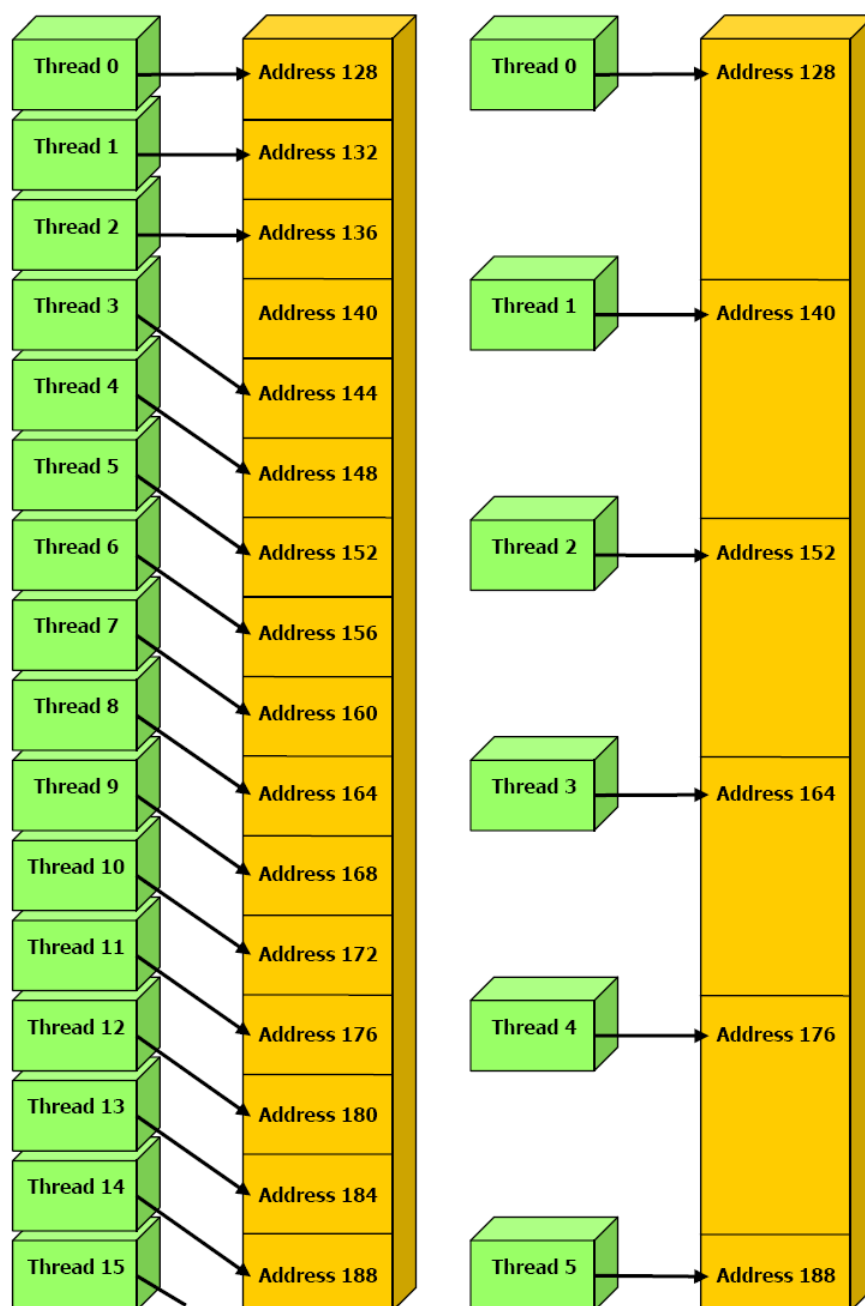 Thread 0
Address 128
Thread 1
Address 132
Thread 2
Address 136
Thread 3
Address 140
Thread 4
Address 144
Thread 5
Address 148
Thread 6
Address 152
Thread 7
Address 156
Thread 8
Address 160
Thread 9
Address 164
Thread 10
Address 168
Thread 11
Address 172
Thread 12
Address 176
Thread 13
Address 180
Thread 14
Address 184
Thread 15
Address 188
Thread 0
Address 128
Thread 1
Address 140
Thread 2
Address 152
Thread 3
Address 164
Thread 4
Address 176
Thread 5
Address 188